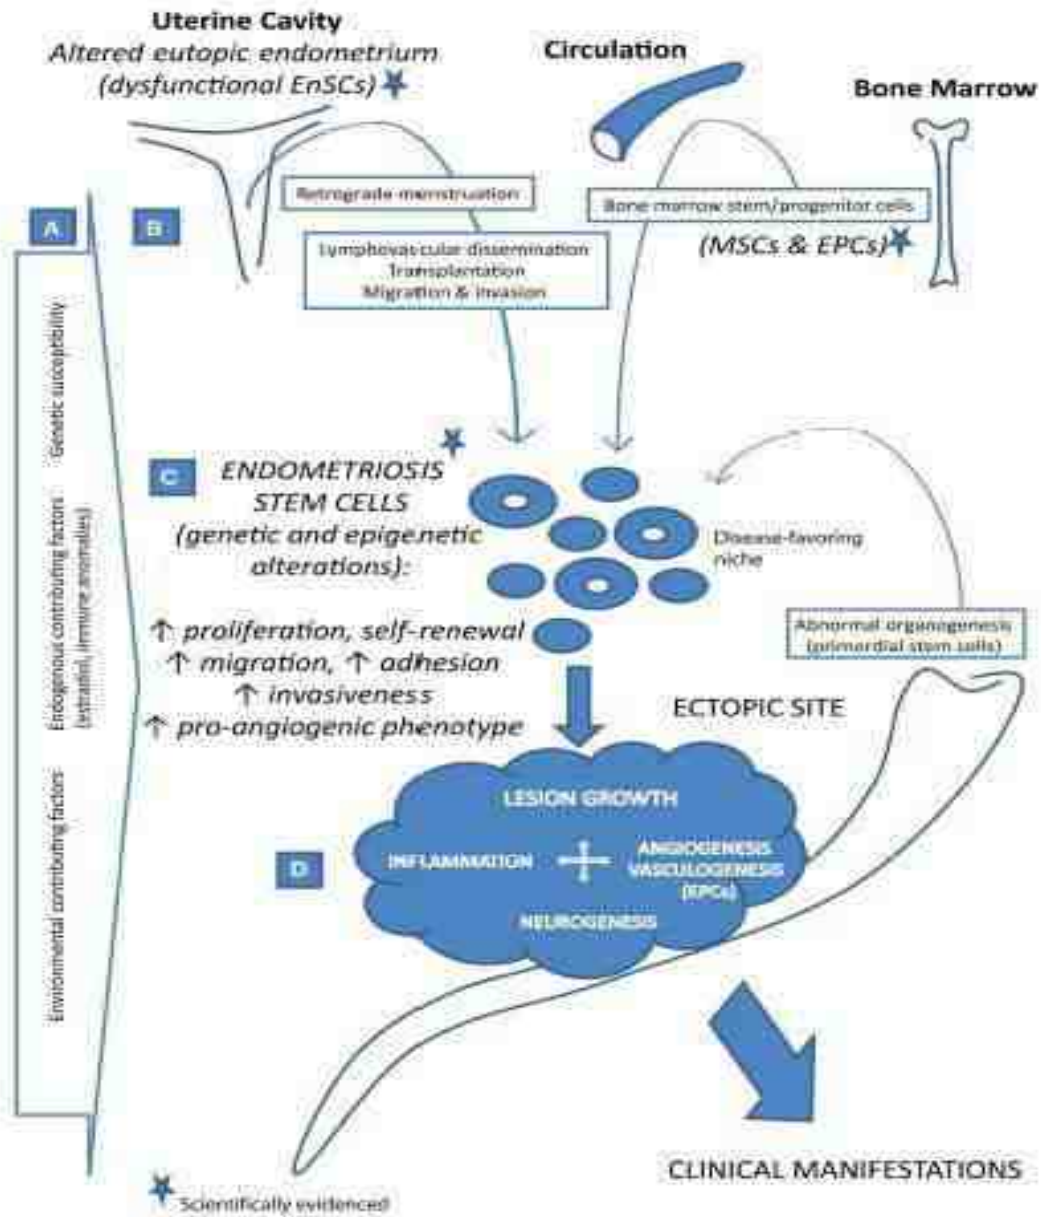 Uterine Cavity
Altered eutopic endometrium
(dysfunctional EnSCs)
Circulation
Bone Marrow
A
B
Retrograde menstruation
Lymphovascular dissemination
Transplantation
Migration & invasion
Bone marrow stem/progenitor cells
(MSCs & EPCs)
Genetic susceptibility
Endogenous contributing factors
(estradiol, immune anomalies)
Environmental contributing factors
C
ENDOMETRIOSIS
STEM CELLS
(genetic and epigenetic
alterations):
↑ proliferation, self-renewal
↑ migration, ↑ adhesion
↑ invasiveness
↑ pro-angiogenic phenotype
Disease-favoring
niche
Abnormal organogenesis
(primordial stem cells)
ECTOPIC SITE
D
LESION GROWTH
INFLAMMATION
ANGIOGENESIS
VASCULOGENESIS
(EPCs)
NEUROGENESIS
CLINICAL MANIFESTATIONS
Scientifically evidenced